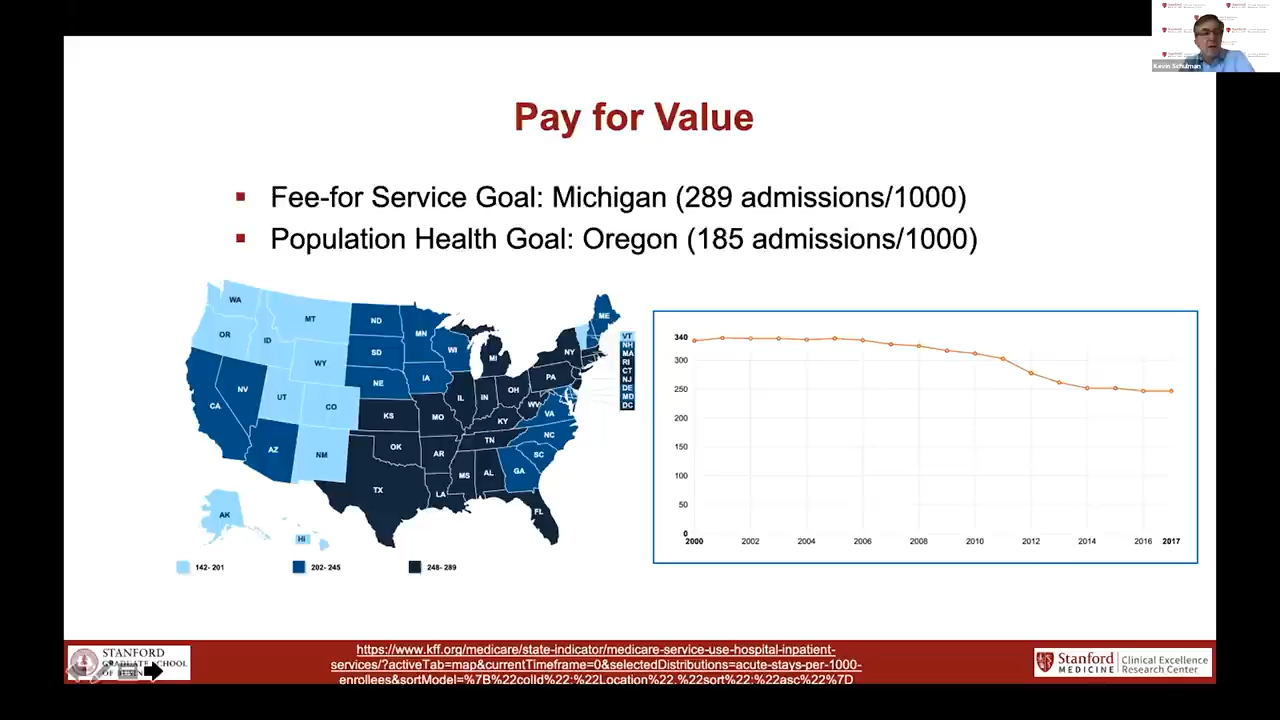 Kevin Schulman
Pay for Value
Fee-for Service Goal: Michigan (289 admissions/1000)
Population Health Goal: Oregon (185 admissions/1000)
WA
OR
ID
MT
WY
NV
CA
UT
CO
AZ
NM
ND
SD
NE
KS
OK
TX
MN
IA
MO
AR
LA
WI
IL
MI
IN
OH
KY
TN
MS
AL
GA
FL
SC
NC
VA
WV
PA
NY
ME
VT
NH
MA
RI
CT
NJ
DE
MD
DC
AK
HI
142- 201
202- 245
248- 289
340
300
250
200
150
100
50
0
2000
2002
2004
2006
2008
2010
2012
2014
2016
2017
STANFORD
GRADUATE SCHOOL
https://www.kff.org/medicare/state-indicator/medicare-service-use-hospital-inpatient-
services/?activeTab=map&currentTimeframe=0&selectedDistributions=acute-stays-per-1000-
enrollees&sortModel=%7B%22colId%22:%22Location%22,%22sort%22:%22asc%22%7D
Stanford
MEDICINE
Clinical Excellence
Research Center